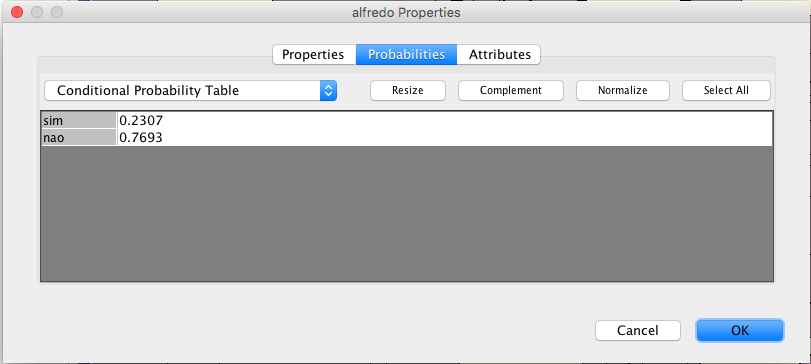 alfredo Properties
Properties Probabilities Attributes
Conditional Probability Table Resize Complement Normalize Select All
sim 0.2307
nao 0.7693
Cancel OK